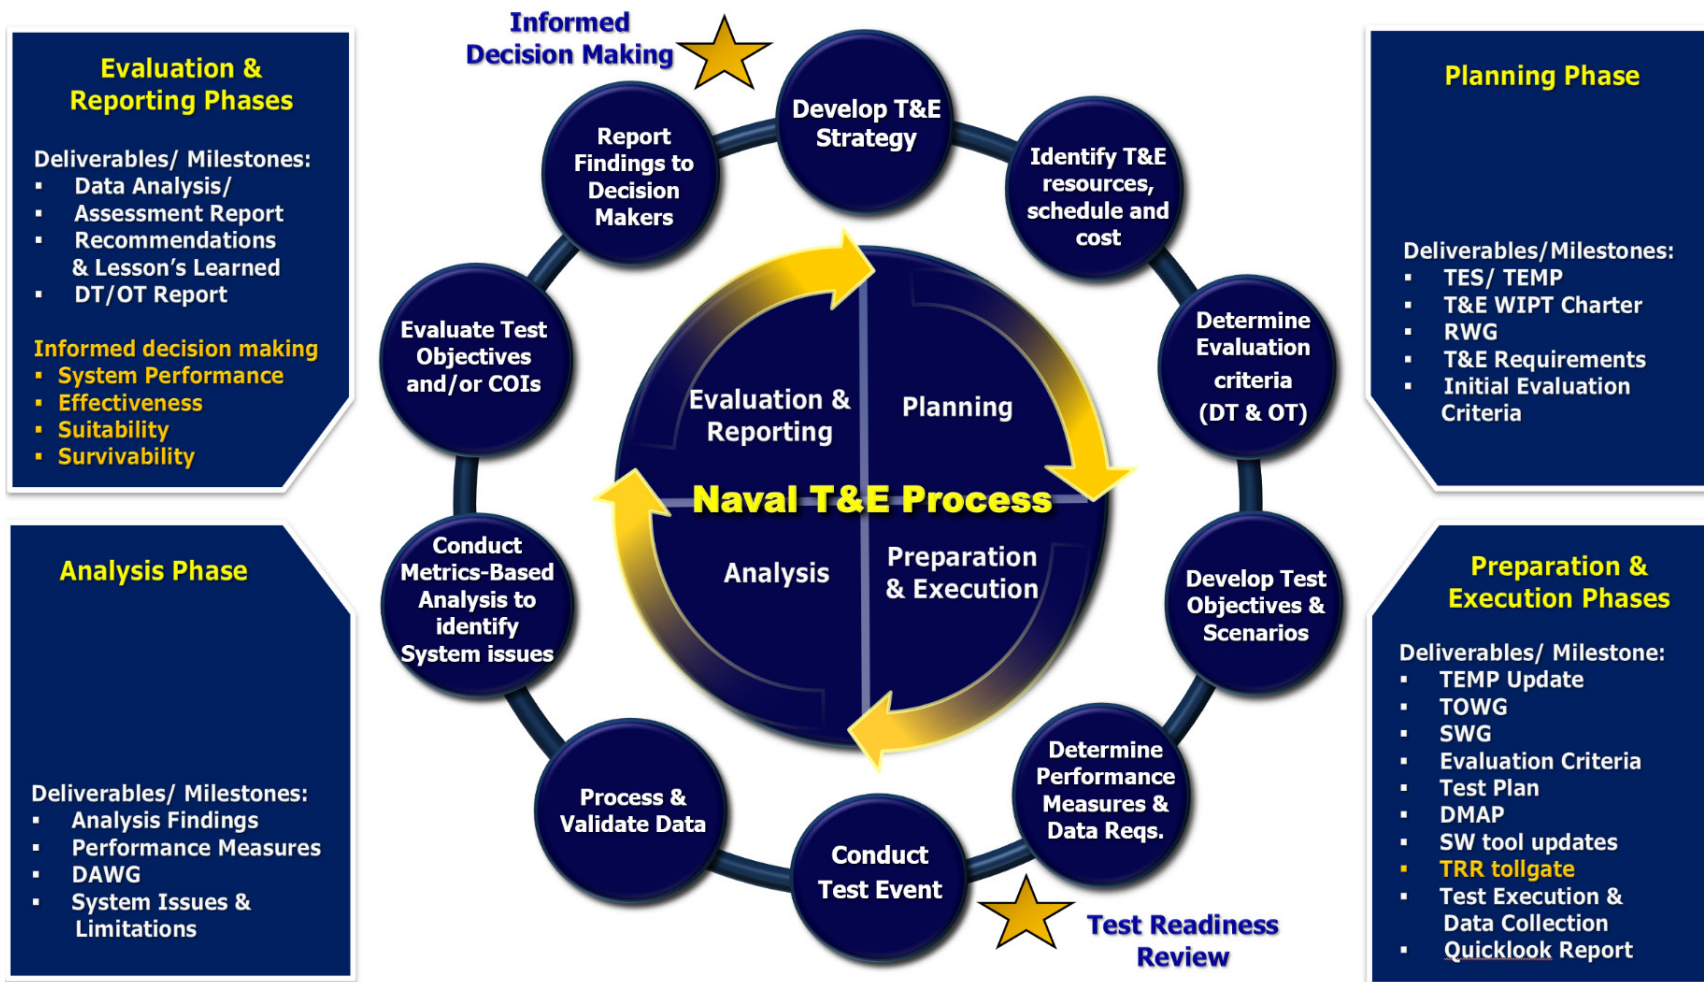 Informed
Decision Making
Evaluation &
Reporting Phases
Deliverables/ Milestones:
▪ Data Analysis/
▪ Assessment Report
▪ Recommendations
& Lesson's Learned
▪ DT/OT Report
Informed decision making
▪ System Performance
▪ Effectiveness
▪ Suitability
▪ Survivability
Analysis Phase
Deliverables/ Milestones:
▪ Analysis Findings
▪ Performance Measures
▪ DAWG
▪ System Issues &
Limitations
Develop T&E
Strategy
Identify T&E
resources,
schedule and
cost
Determine
Evaluation
criteria
(DT & OT)
Develop Test
Objectives &
Scenarios
Determine
Performance
Measures &
Data Reqs.
Test Readiness
Review
Conduct
Test Event
Process &
Validate Data
Conduct
Metrics-Based
Analysis to
identify
System issues
Evaluate Test
Objectives
and/or COIs
Report
Findings to
Decision
Makers
Evaluation &
Reporting
Planning
Naval T&E Process
Analysis
Preparation
& Execution
Planning Phase
Deliverables/Milestones:
▪ TES/ TEMP
▪ T&E WIPT Charter
▪ RWG
▪ T&E Requirements
▪ Initial Evaluation
Criteria
Preparation &
Execution Phases
Deliverables/ Milestone:
▪ TEMP Update
▪ TOWG
▪ SWG
▪ Evaluation Criteria
▪ Test Plan
▪ DMAP
▪ SW tool updates
▪ TRR tollgate
▪ Test Execution &
Data Collection
▪ Quicklook Report